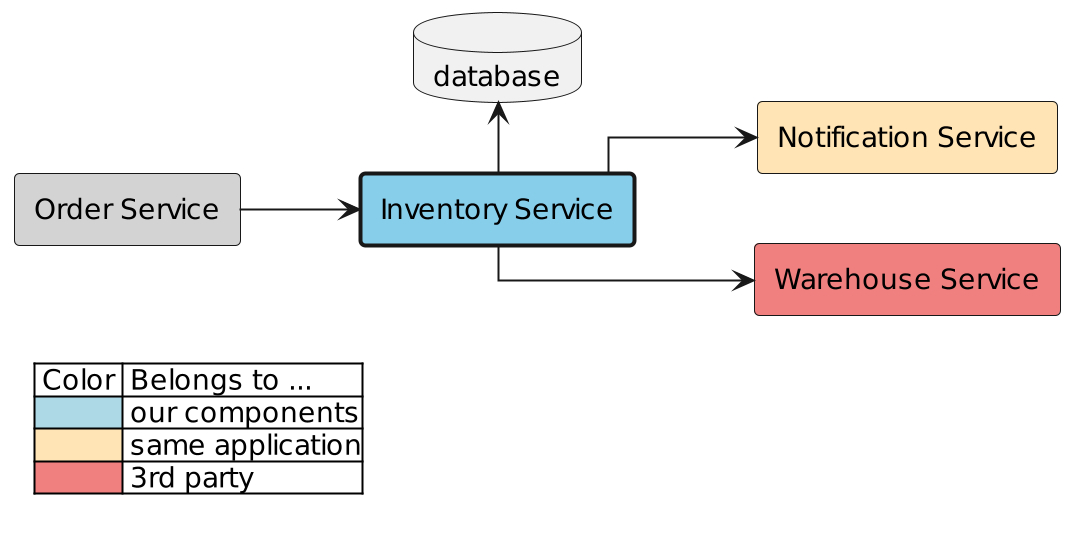 database
Notification Service
Order Service
Inventory Service
Warehouse Service
Color Belongs to ...
our components
same application
3rd party